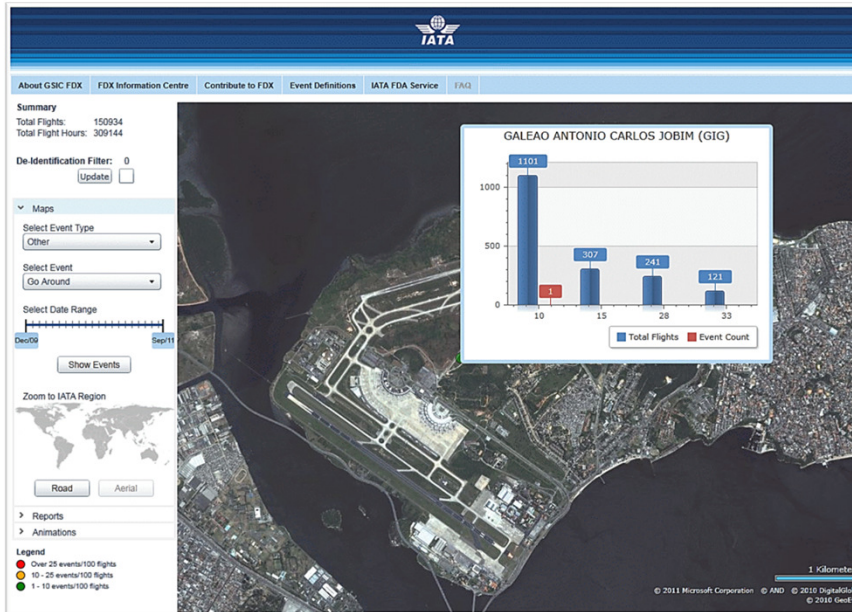 IATA
About GSIC FDX
FDX Information Centre
Contribute to FDX
Event Definitions
IATA FDA Service
FAQ
Summary
Total Flights: 150934
Total Flight Hours: 309144
De-Identification Filter: 0
Update
Maps
Select Event Type
Other
Select Event
Go Around
Select Date Range
Dec/09
Sep/11
Show Events
Zoom to IATA Region
Road
Aerial
Reports
Animations
Legend
Over 25 events/100 flights
10 - 25 events/100 flights
1 - 10 events/100 flights
GALEAO ANTONIO CARLOS JOBIM (GIG)
1101
1000
307
241
121
500
1
0
10 15 28 33
Total Flights Event Count
1 Kilomete
© 2011 Microsoft Corporation © AND © 2010 DigitalGlo
© 2010 GeoEy